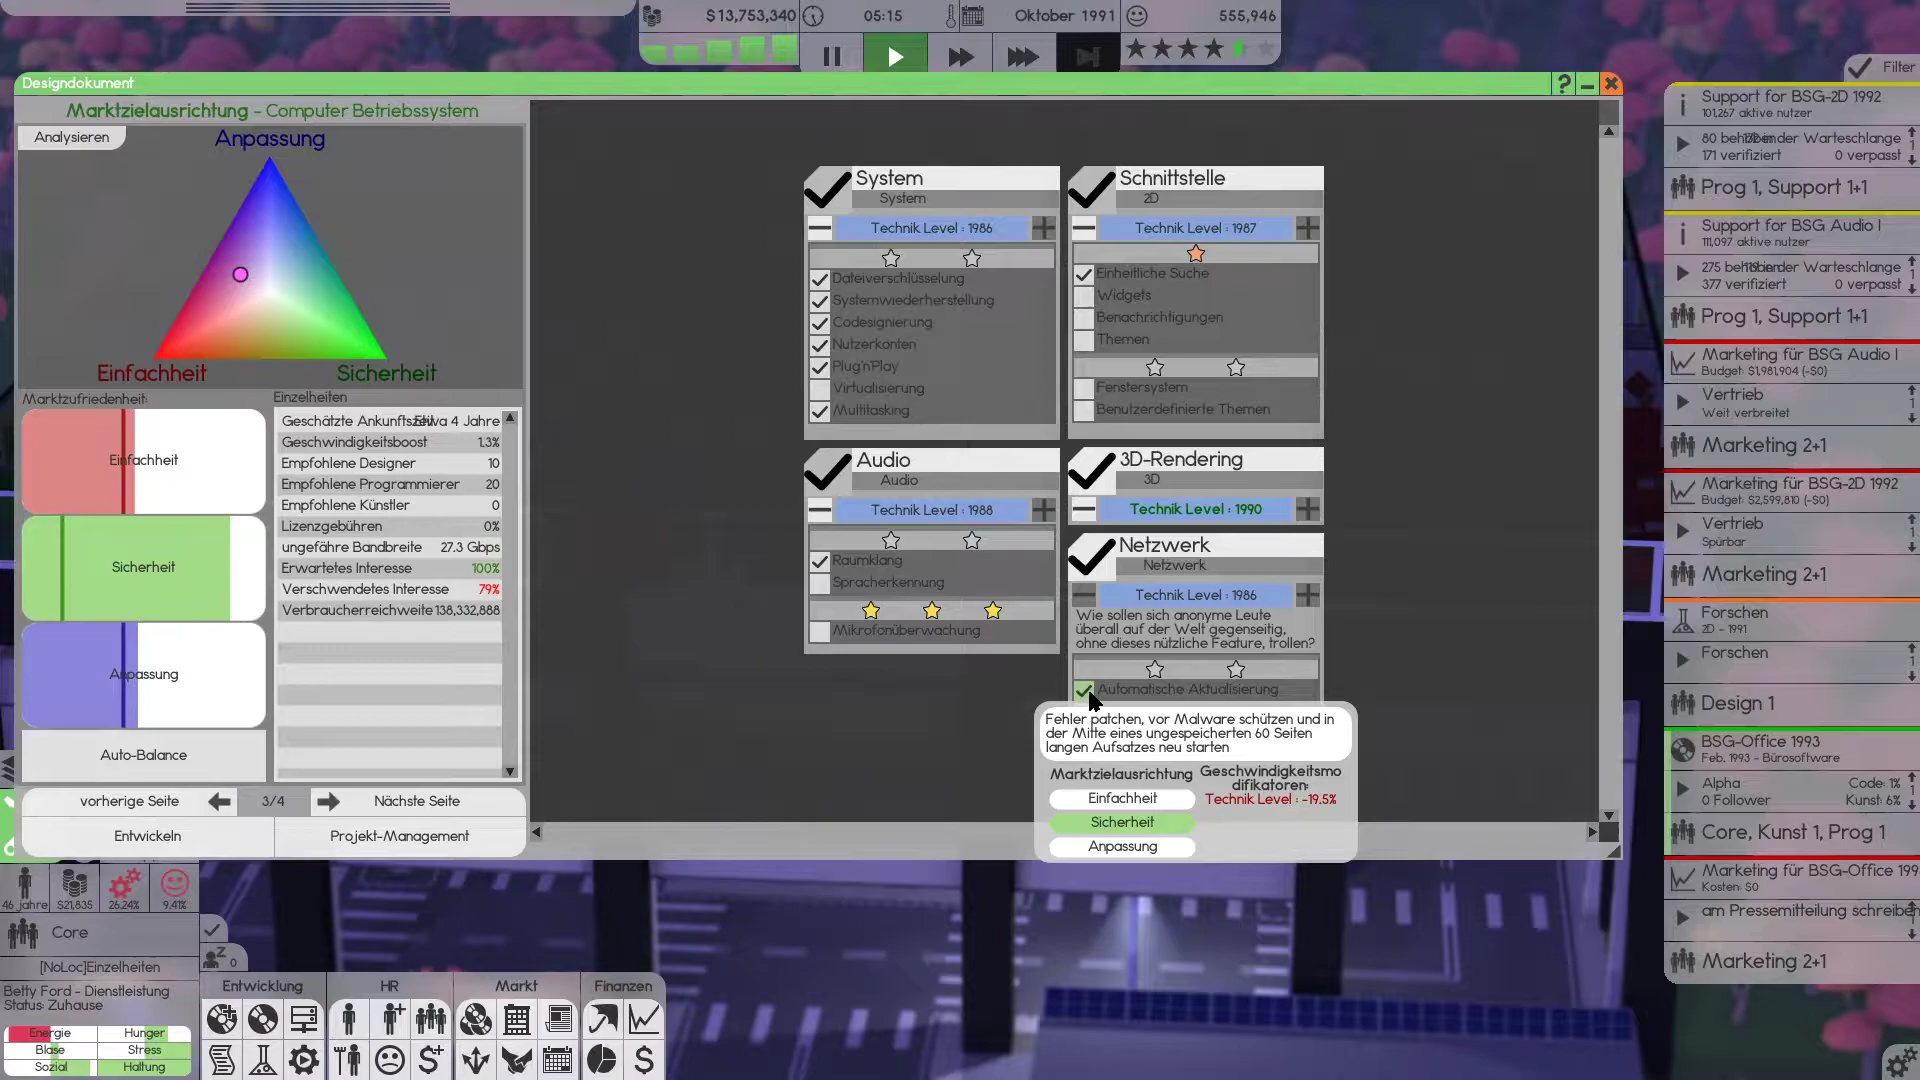 $13,753,340
05:15
Oktober 1991
555,946
Filter
Designdokument
?
Marktzielausrichtung - Computer Betriebssystem
Analysieren
Anpassung
Einfachheit
Sicherheit
Marktzufriedenheit:
Einfachheit
Sicherheit
Anpassung
Auto-Balance
Einzelheiten
Geschätzte Ankunftszeit Etwa 4 Jahre
Geschwindigkeitsboost 1.3%
Empfohlene Designer 10
Empfohlene Programmierer 20
Empfohlene Künstler 0
Lizenzgebühren 0%
ungefähre Bandbreite 27.3 Gbps
Erwartetes Interesse 100%
Verschwendetes Interesse 79%
Verbraucherreichweite 138,332,888
vorherige Seite
3/4
Nächste Seite
Entwickeln
Projekt-Management
System
System
Technik Level : 1986
Dateiverschlüsselung
Systemwiederherstellung
Codesignierung
Nutzerkonten
Plug'n'Play
Virtualisierung
Multitasking
Schnittstelle
2D
Technik Level : 1987
Einheitliche Suche
Widgets
Benachrichtigungen
Themen
Fenstersystem
Benutzerdefinierte Themen
Audio
Audio
Technik Level : 1988
Raumklang
Spracherkennung
Mikrofonüberwachung
3D-Rendering
3D
Technik Level : 1990
Netzwerk
Netzwerk
Technik Level : 1986
Wie sollen sich anonyme Leute
überall auf der Welt gegenseitig,
ohne dieses nützliche Feature, trollen?
Automatische Aktualisierung
Fehler patchen, vor Malware schützen und in
der Mitte eines ungespeicherten 60 Seiten
langen Aufsatzes neu starten
Marktzielausrichtung
Einfachheit
Sicherheit
Anpassung
Geschwindigkeitsmo
difikatoren:
Technik Level : -19.5%
Support for BSG-2D 1992
101,267 aktive nutzer
in der Warteschlange
171 verifiziert 0 verpasst
Prog 1, Support 1+1
Support for BSG Audio I
111,097 aktive nutzer
in der Warteschlange
377 verifiziert 0 verpasst
Prog 1, Support 1+1
Marketing für BSG Audio I
Budget: $1,981,904 (-$0)
Vertrieb
Weit verbreitet
1
Marketing 2+1
Marketing für BSG-2D 1992
Budget: $2,599,810 (-$0)
Vertrieb
Spürbar
1
Marketing 2+1
Forschen
2D - 1991
Forschen
1
Design 1
BSG-Office 1993
Feb. 1993 - Bürosoftware
Alpha Code: 1%
0 Follower Kunst: 6%
1
Core, Kunst 1, Prog 1
Marketing für BSG-Office 199
Kosten: $0
am Pressemitteilung schreiben
Marketing 2+1
46 jahre
$21,835
26.24%
9.41%
Core
Z
0
[NoLoc]Einzelheiten
Betty Ford - Dienstleistung
Status: Zuhause
Energie Hunger
Blase Stress
Sozial Haltung
Entwicklung
HR
Markt
Finanzen